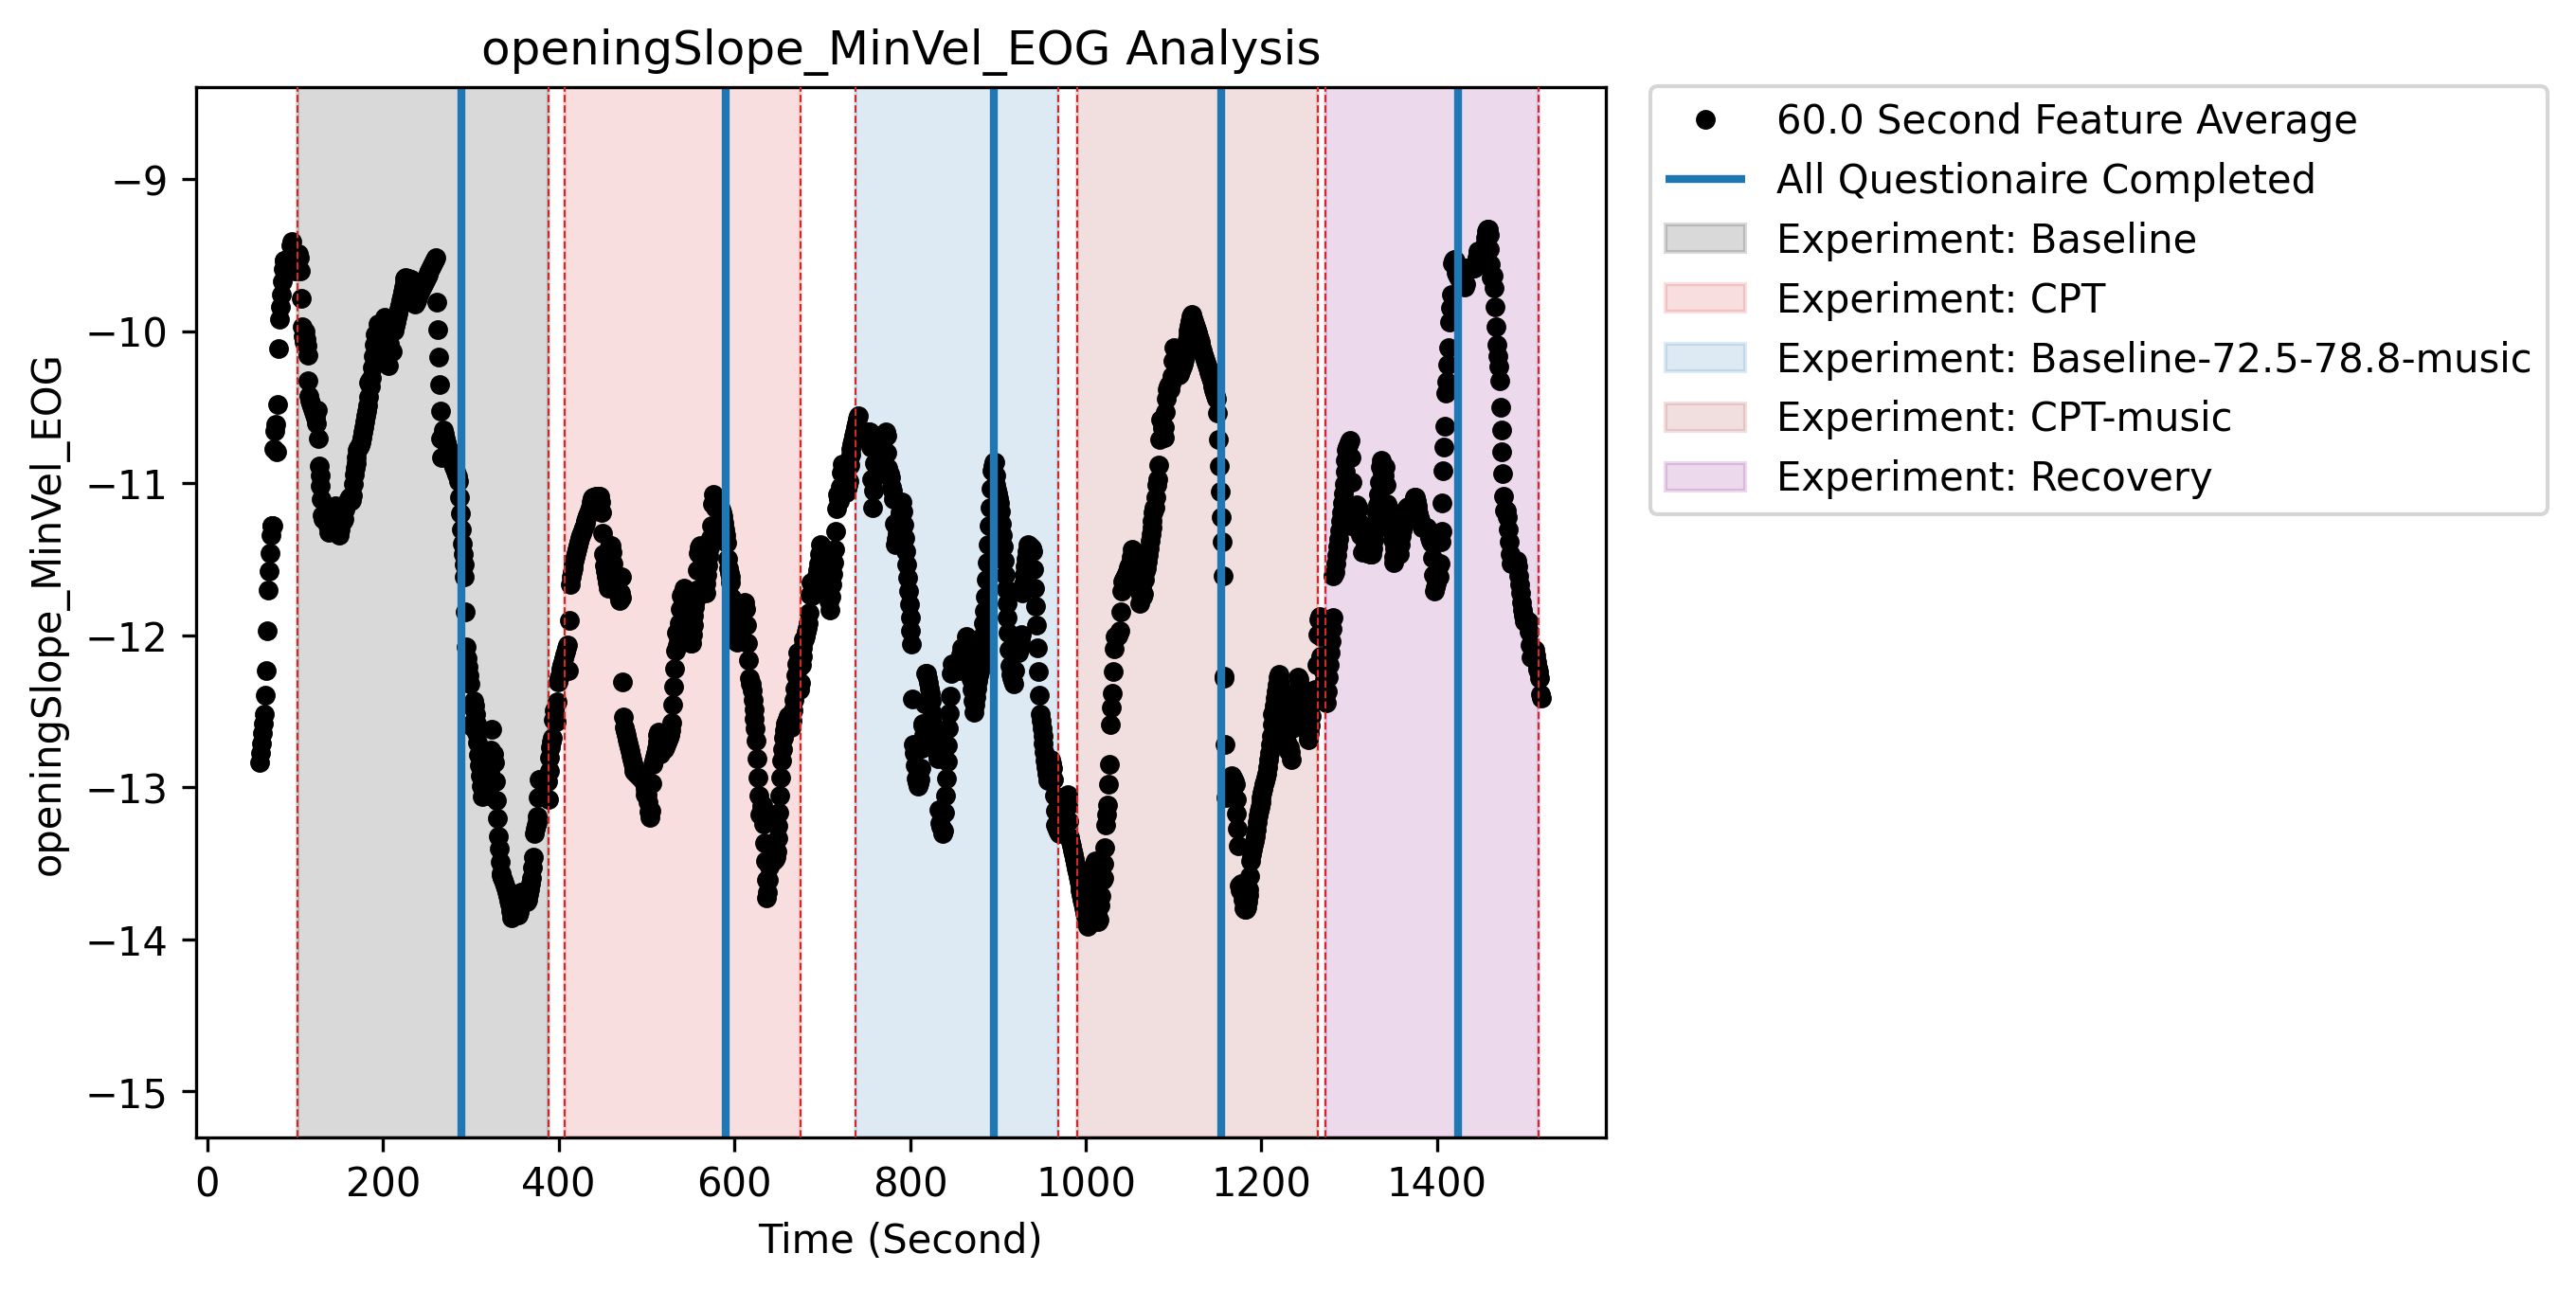 openingSlope_MinVel_EOG Analysis
openingSlope_MinVel_EOG
−9
−10
−11
−12
−13
−14
−15
0 200 400 600 800 1000 1200 1400
Time (Second)
60.0 Second Feature Average
All Questionaire Completed
Experiment: Baseline
Experiment: CPT
Experiment: Baseline-72.5-78.8-music
Experiment: CPT-music
Experiment: Recovery